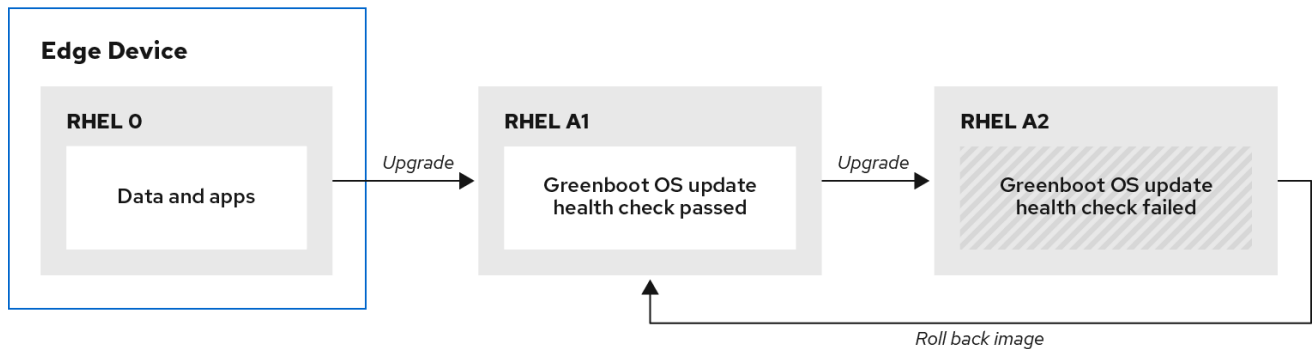 Edge Device
RHEL 0
Data and apps
Upgrade
RHEL A1
Greenboot OS update
health check passed
Upgrade
RHEL A2
Greenboot OS update
health check failed
Roll back image